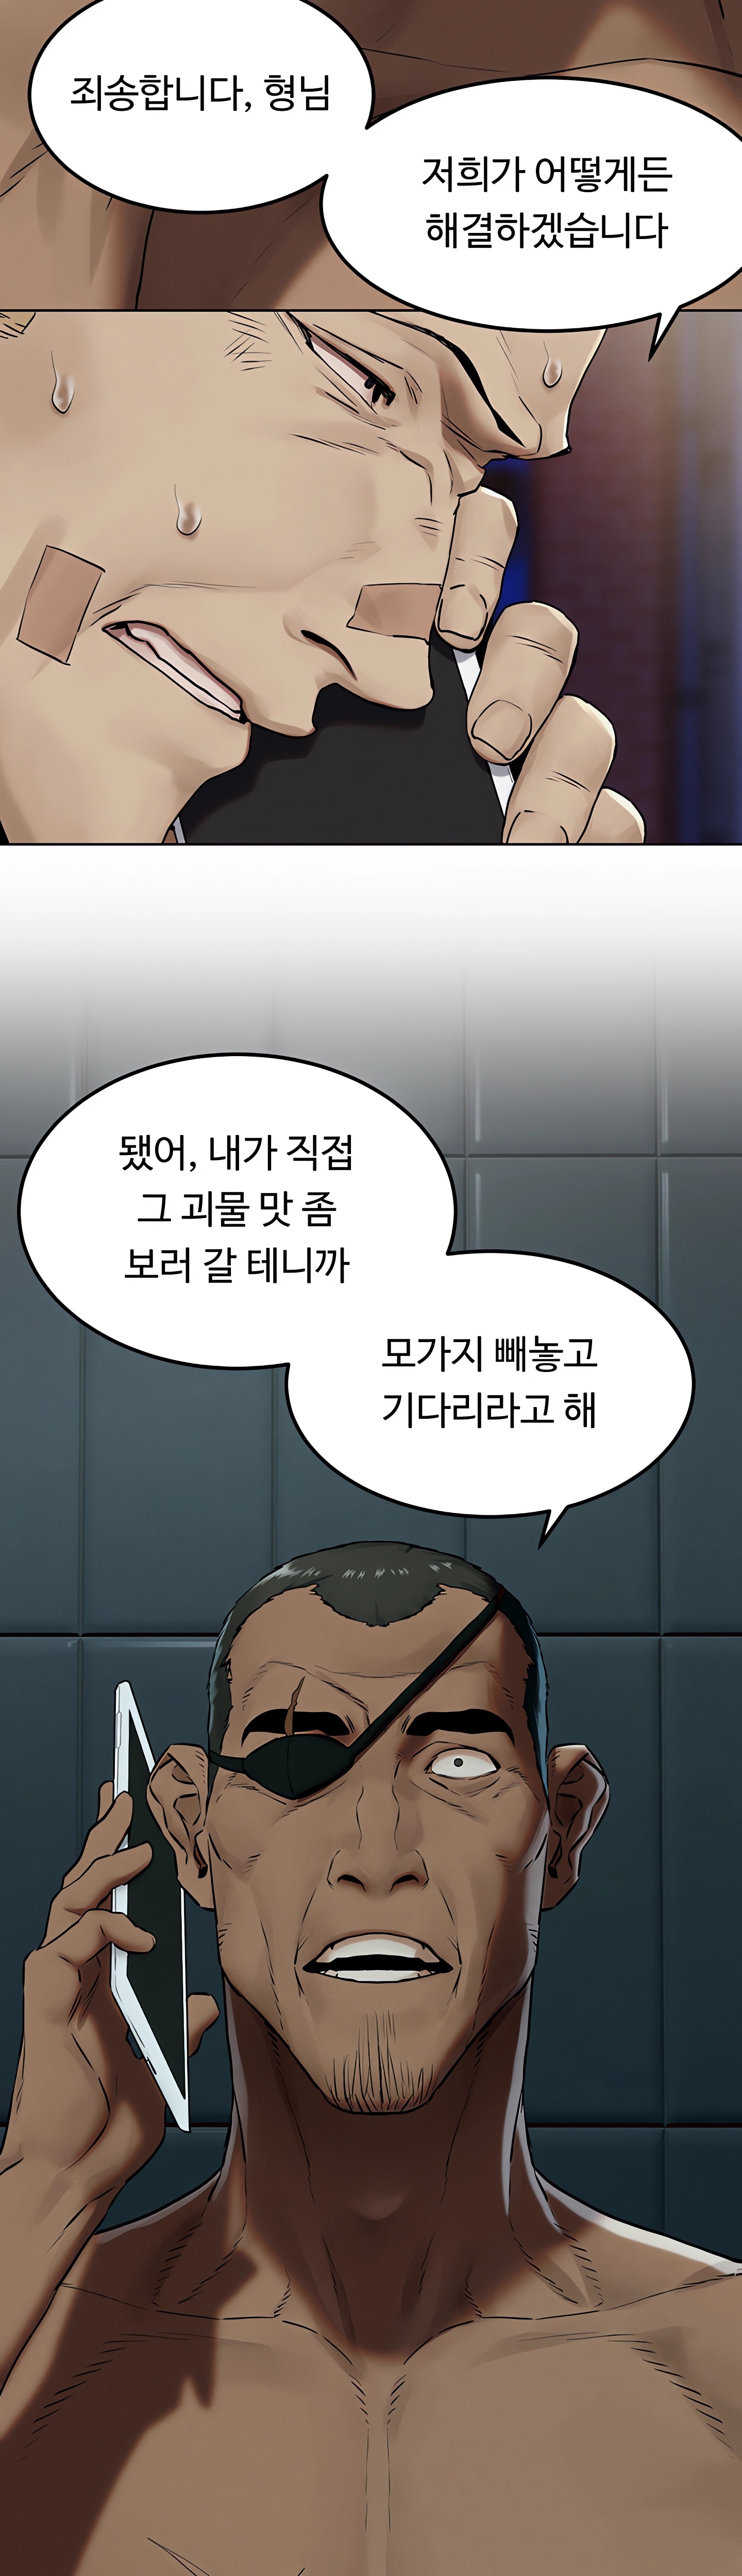 죄송합니다, 형님
저희가 어떻게든
해결하겠습니다
됐어, 내가 직접
그 괴물 맛 좀
보러 갈 테니까
모가지 빼놓고
기다리라고 해